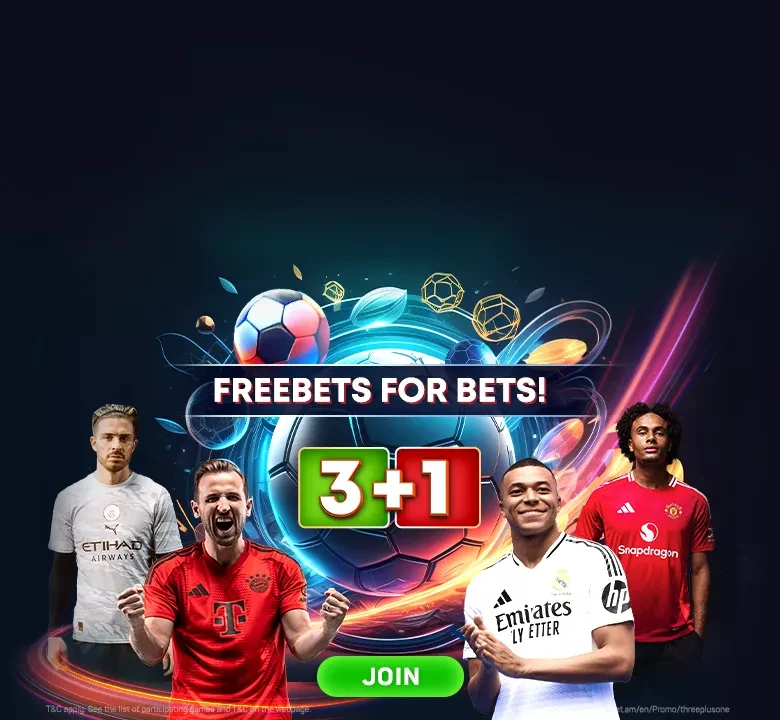 FREEBETS FOR BETS!
3+1
ETIHAD
AIRWAYS
Snapdragon
T
hp
Emirates
FLY BETTER
JOIN
T&C apply. See the list of participating games and T&C on the webpage.
et.am/en/Promo/threeplusone